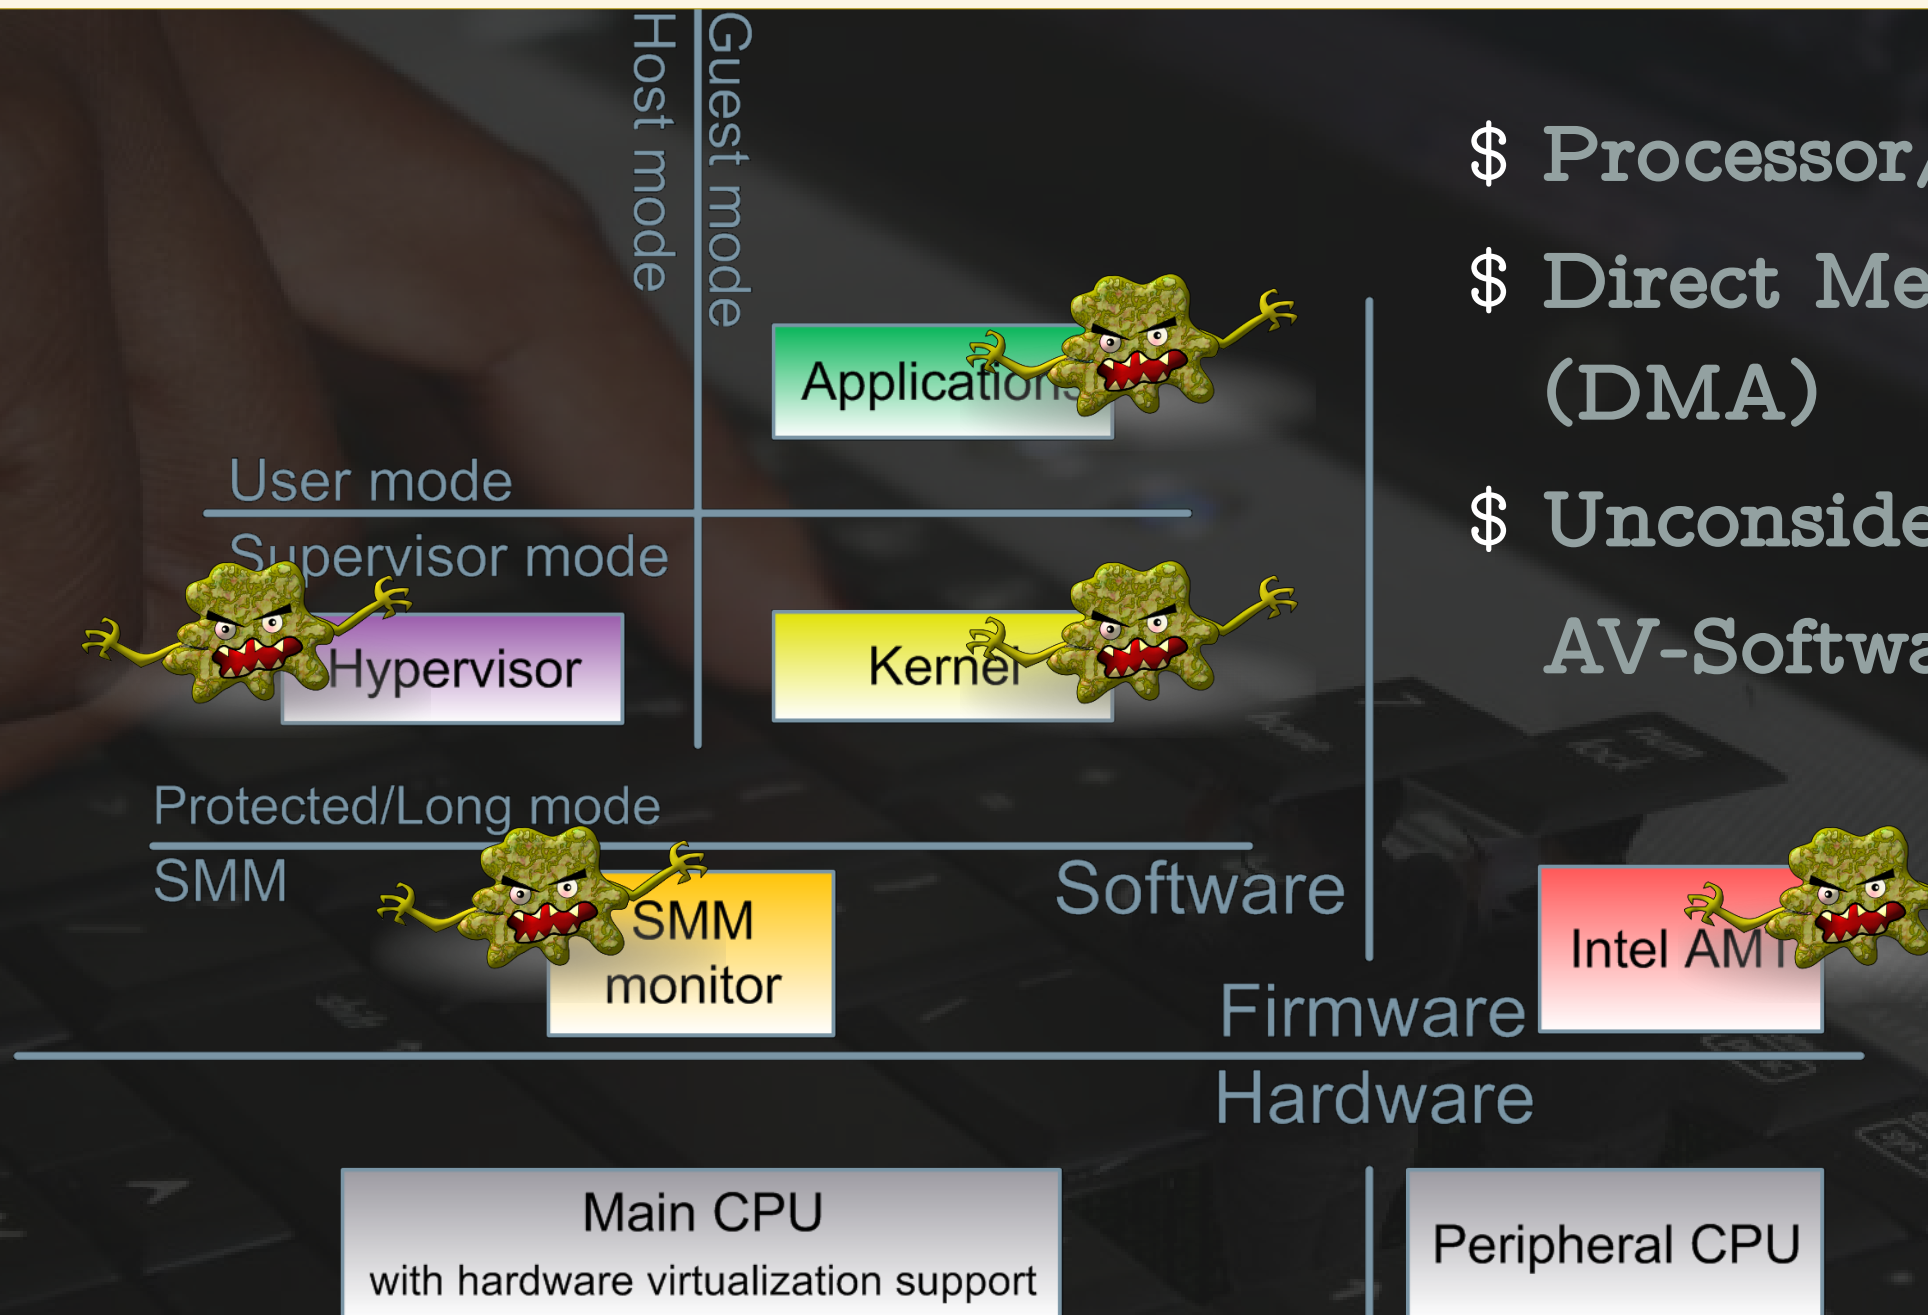 Host mode
Guest mode
$ Processor/
$ Direct Me
(DMA)
$ Unconside
AV-Softwa
Applications
User mode
Supervisor mode
Hypervisor
Kernel
Protected/Long mode
SMM
SMM
monitor
Software
Intel AMT
Firmware
Hardware
Main CPU
with hardware virtualization support
Peripheral CPU